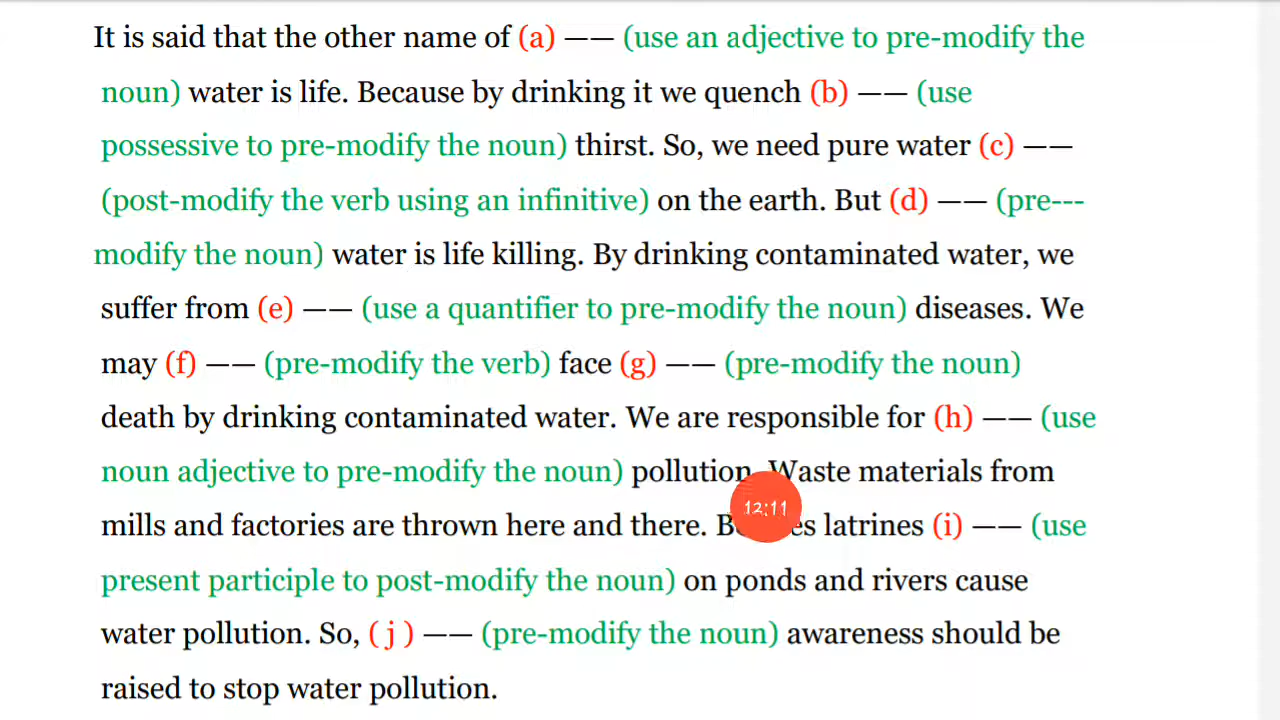 It is said that the other name of (a) —— (use an adjective to pre-modify the
noun) water is life. Because by drinking it we quench (b) —— (use
possessive to pre-modify the noun) thirst. So, we need pure water (c) ——
(post-modify the verb using an infinitive) on the earth. But (d) —— (pre---
modify the noun) water is life killing. By drinking contaminated water, we
suffer from (e) —— (use a quantifier to pre-modify the noun) diseases. We
may (f) —— (pre-modify the verb) face (g) —— (pre-modify the noun)
death by drinking contaminated water. We are responsible for (h) —— (use
noun adjective to pre-modify the noun) pollution. Waste materials from
12:11
mills and factories are thrown here and there. latrines (i) —— (use
present participle to post-modify the noun) on ponds and rivers cause
water pollution. So, ( j ) —— (pre-modify the noun) awareness should be
raised to stop water pollution.